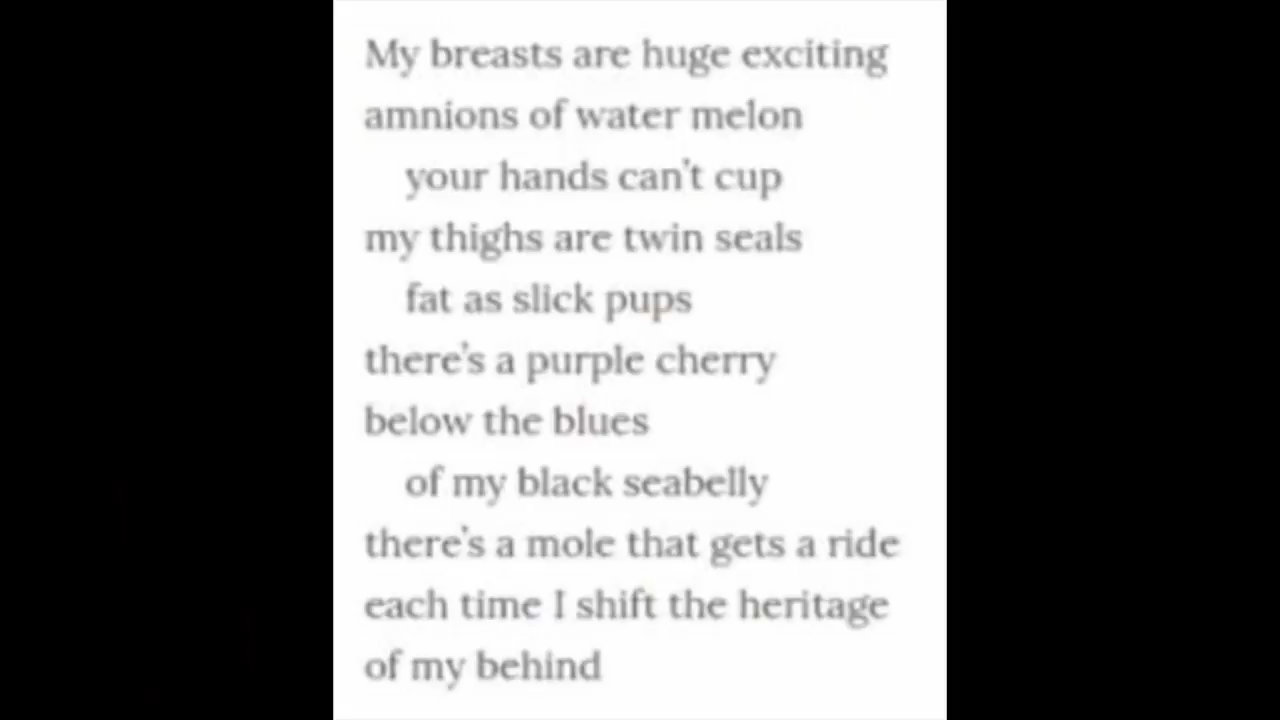 My breasts are huge exciting
amnions of water melon
your hands can't cup
my thighs are twin seals
fat as slick pups
there's a purple cherry
below the blues
of my black seabelly
there's a mole that gets a ride
each time I shift the heritage
of my behind